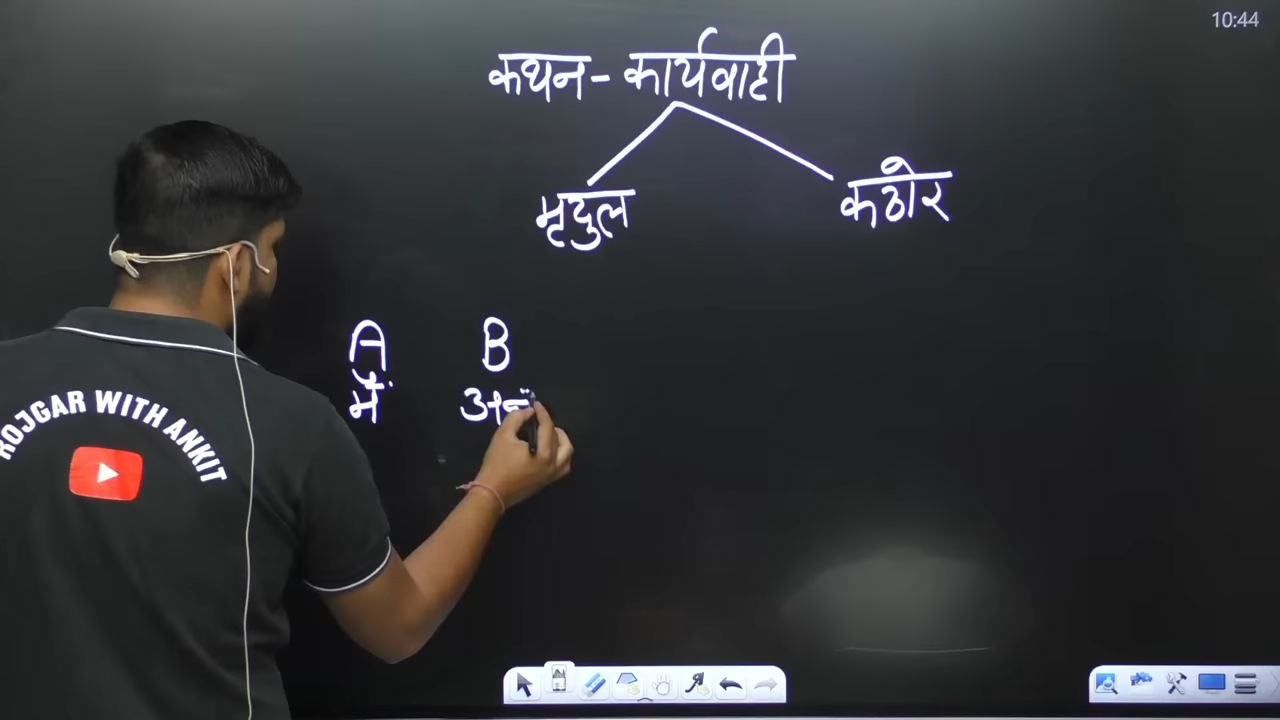 10:44
कथन - कार्यवाही
मृदुल
कठोर
A
B
में
ROJGAR WITH ANKIT